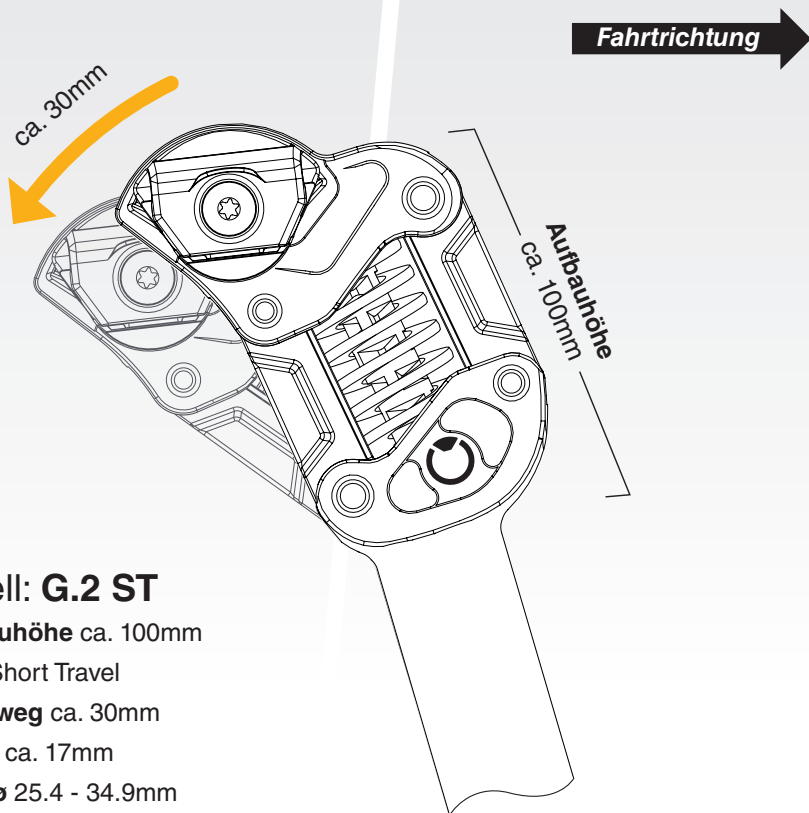 Fahrtrichtung
ca. 30mm
Aufbauhöhe
ca. 100mm
ell: G.2 ST
uhöhe ca. 100mm
Short Travel
weg ca. 30mm
ca. 17mm
ø 25.4 - 34.9mm